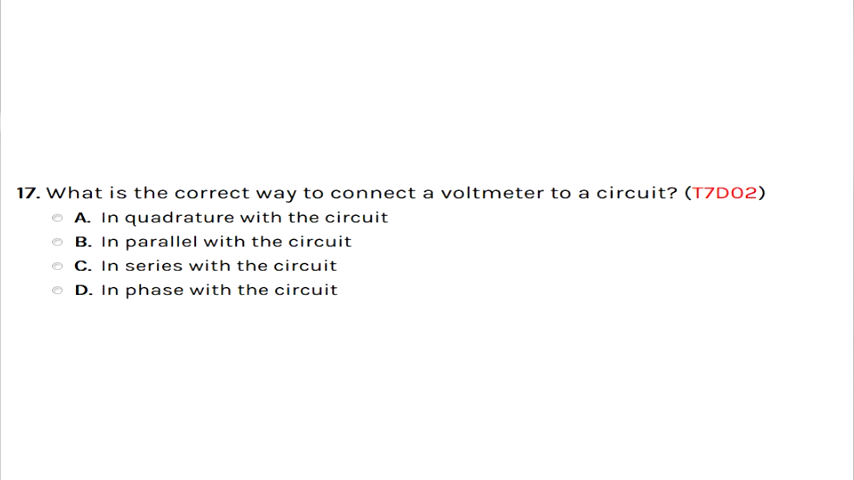 17. What is the correct way to connect a voltmeter to a circuit? (T7D02)
A. In quadrature with the circuit
B. In parallel with the circuit
C. In series with the circuit
D. In phase with the circuit